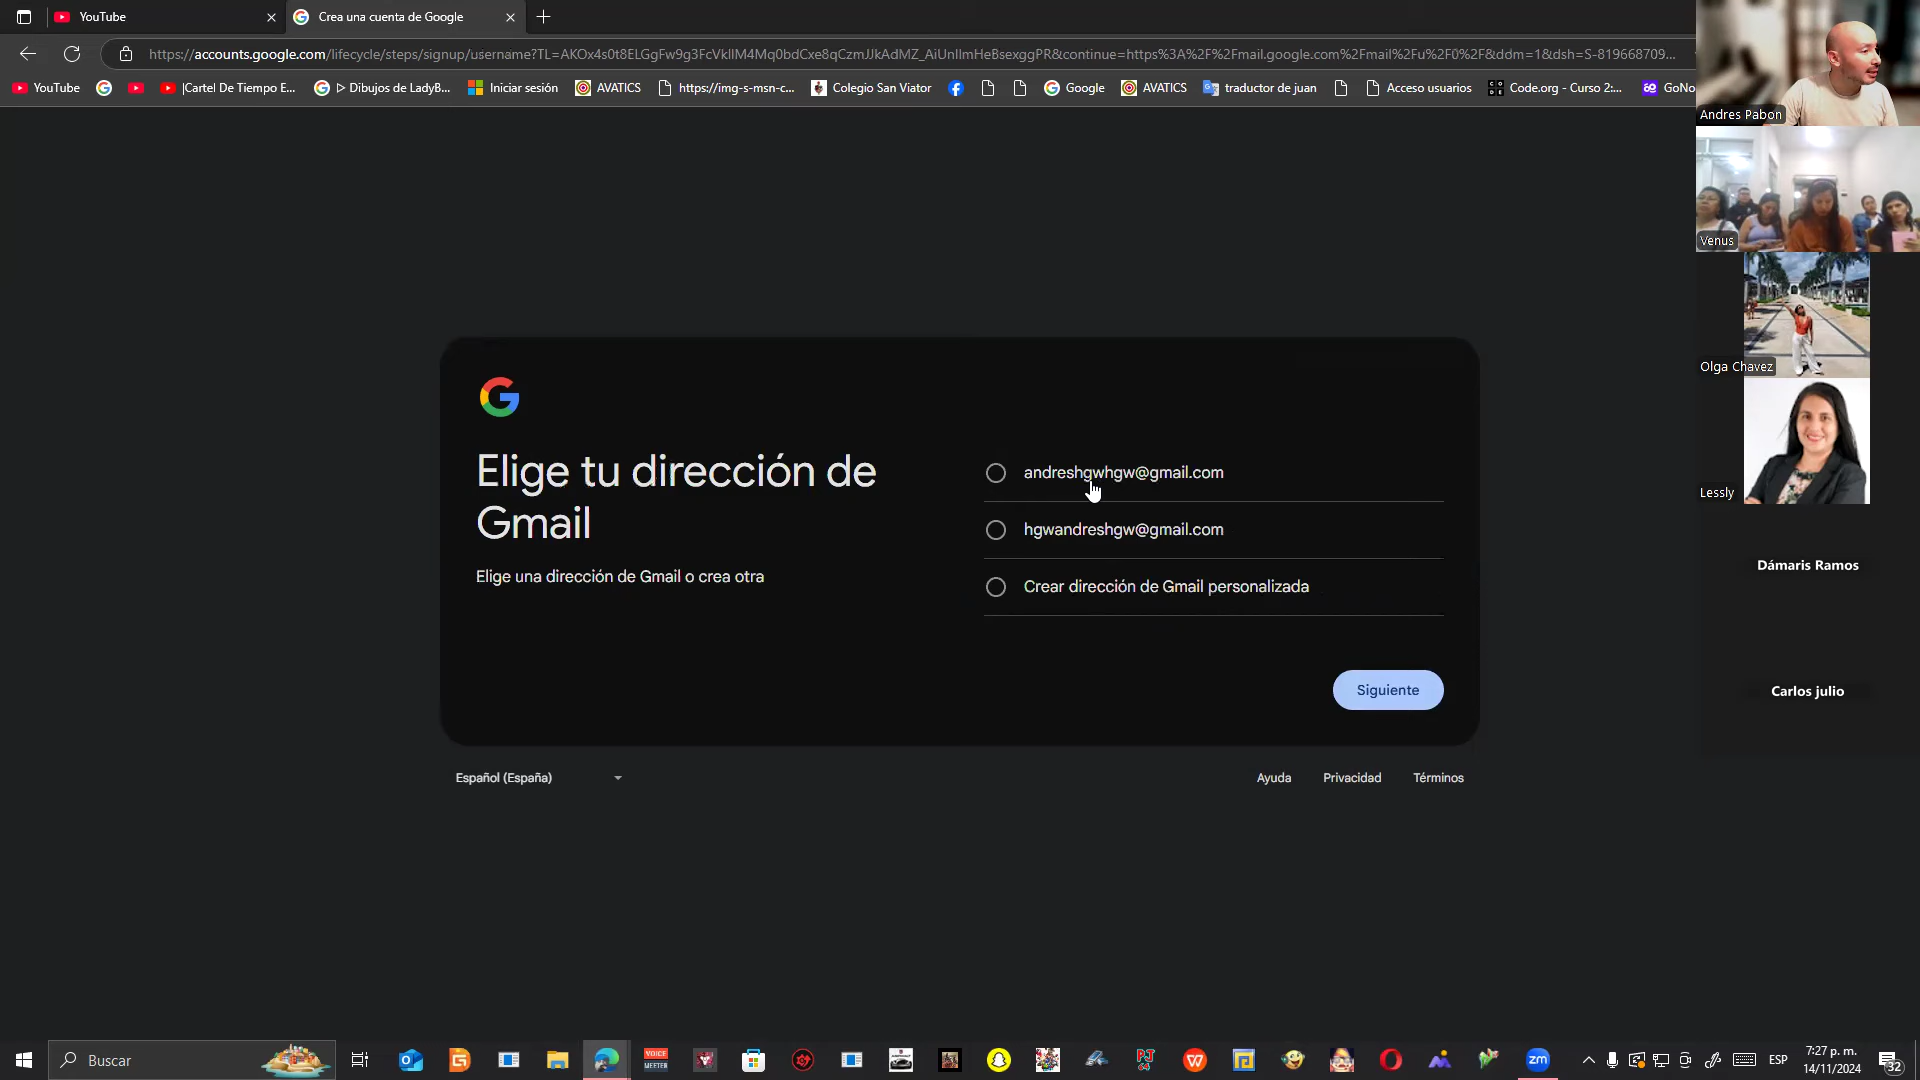 YouTube
Crea una cuenta de Google
https://accounts.google.com/lifecycle/steps/signup/username?TL=AKOx4s0t8ELGgFw9g3FcVkIlM4Mq0bdCxe8qCzmJJkAdMZ_AiUnIlmHeBsexggPR&continue=https%3A%2F%2Fmail.google.com%2Fmail%2Fu%2F0%2F&ddm=1&dsh=S-819668709...
YouTube
|Cartel De Tiempo E...
▷ Dibujos de LadyB...
Iniciar sesión
AVATICS
https://img-s-msn-c...
Colegio San Viator
Google
AVATICS
traductor de juan
Acceso usuarios
Code.org - Curso 2:...
GoNo
Andres Pabon
Venus
Olga Chavez
Lessly
Dámaris Ramos
Carlos julio
Elige tu dirección de
Gmail
Elige una dirección de Gmail o crea otra
andreshgwhgw@gmail.com
hgwandreshgw@gmail.com
Crear dirección de Gmail personalizada
Siguiente
Español (España)
Ayuda
Privacidad
Términos
Buscar
VOICE
MEETER
zm
ESP
7:27 p. m.
14/11/2024
32